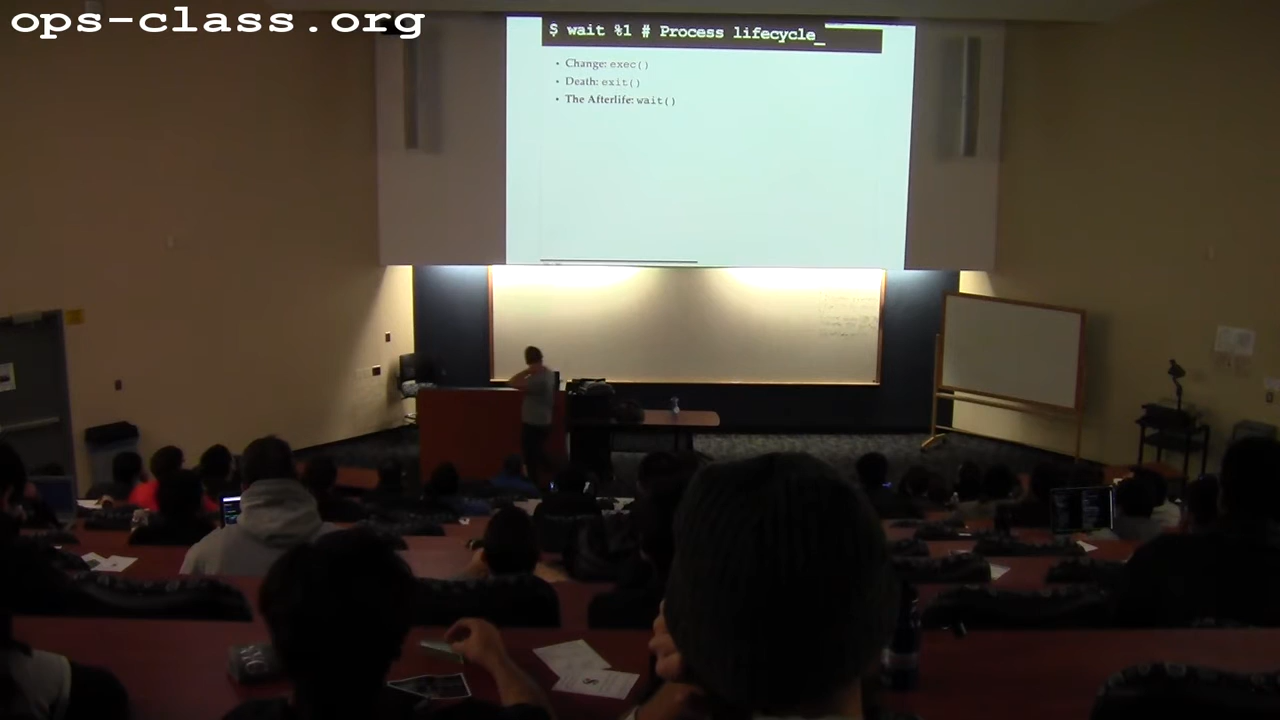 ops-class.org
$ wait %1 # Process lifecycle_
• Change: exec()
• Death: exit()
• The Afterlife: wait()